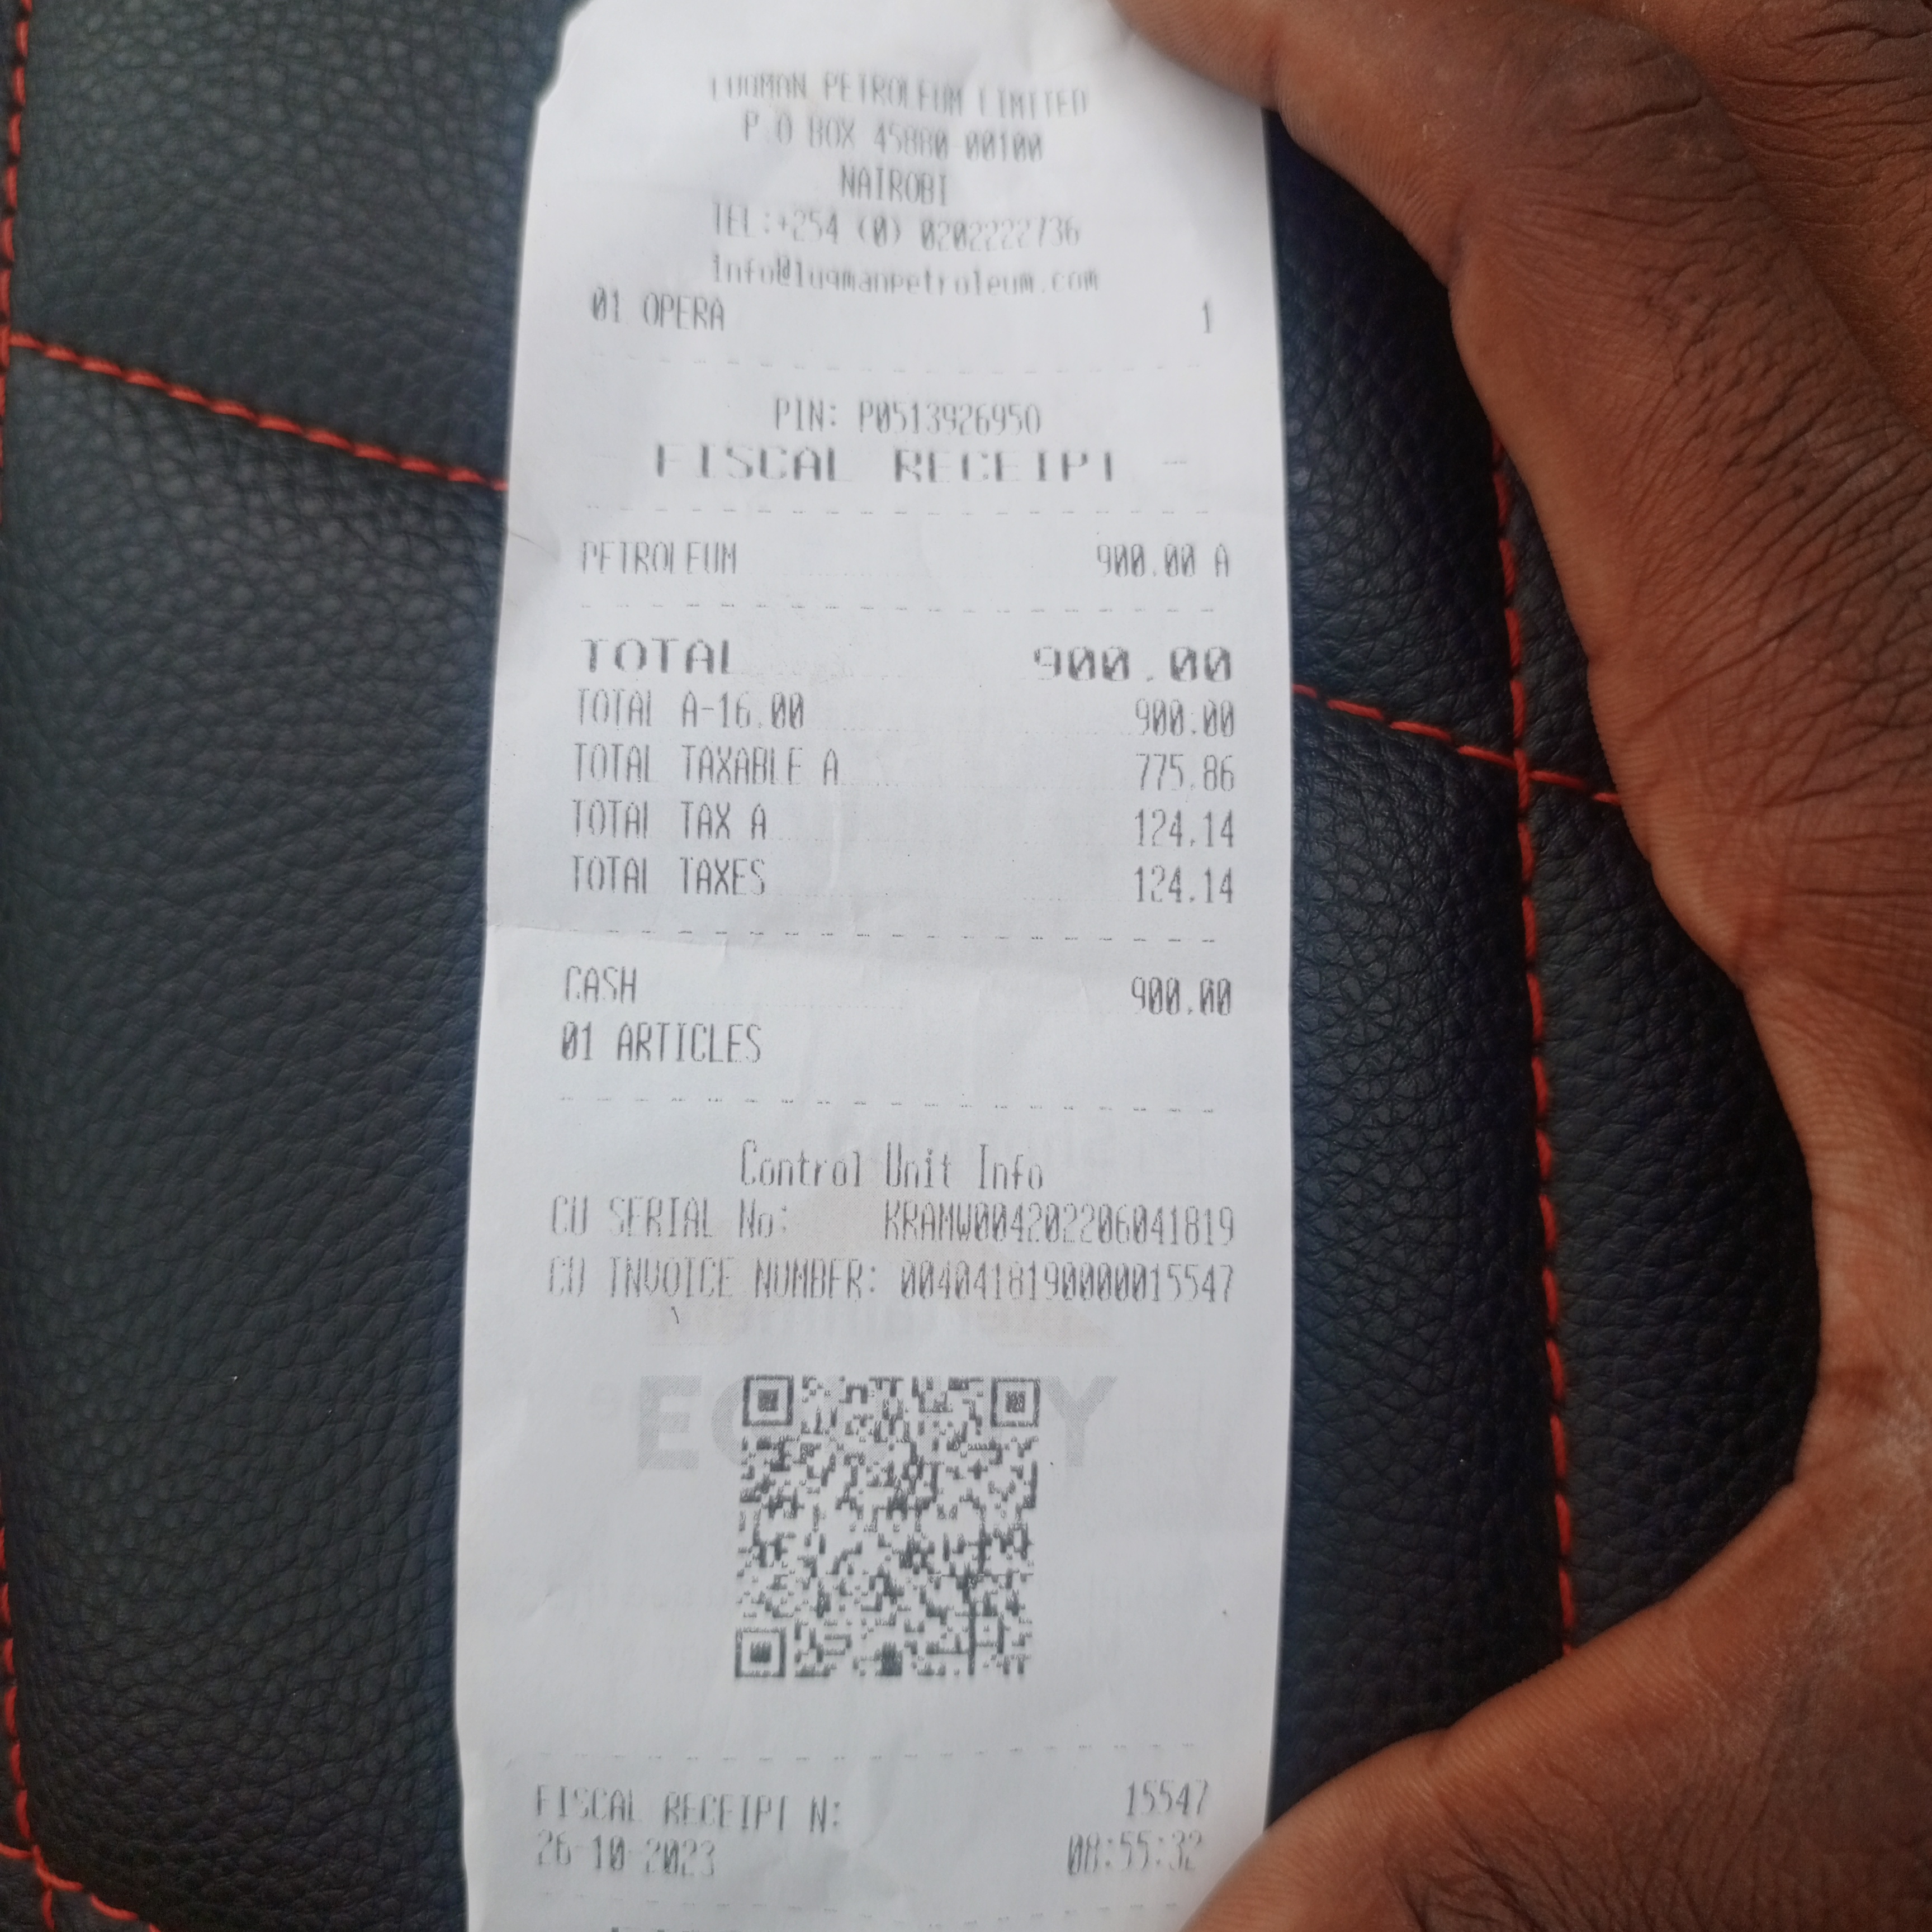 LUQMAN PETROLEUM LIMITED
P O BOX 45880-00100
NAIROBI
TEL:+254 (0) 0202222736
info@luqmanpetroleum.com
01 OPERA 1
PIN: P051392695O
FISCAL RECEIPT -
PETROLEUM 900.00 A
TOTAL 900.00
TOTAL A-16.00 900.00
TOTAL TAXABLE A 775.86
TOTAL TAX A 124.14
TOTAL TAXES 124.14
CASH 900.00
01 ARTICLES
Control Unit Info
CU SERIAL No: KRAMW004202206041819
CU INVOICE NUMBER: 0040418190000015547
FISCAL RECEIPT N: 15547
26-10-2023 08:55:32